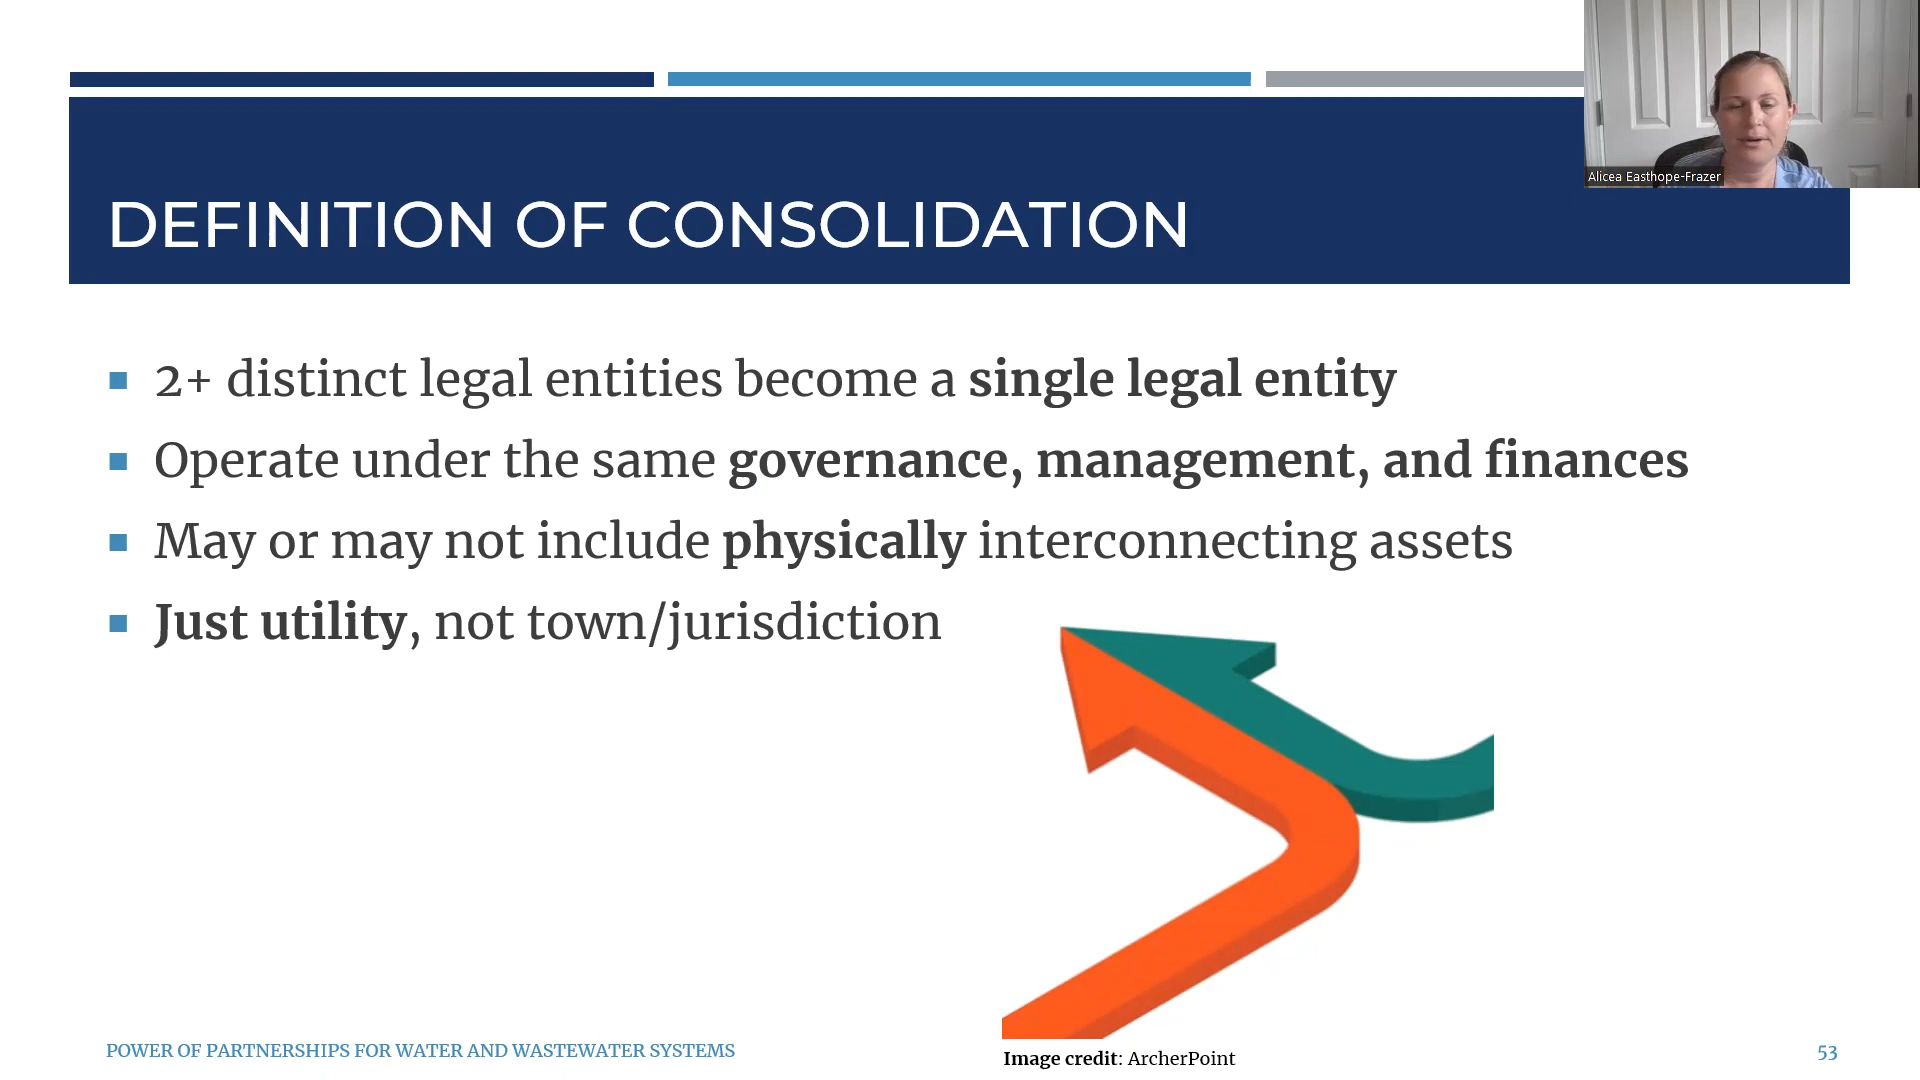 Alicea Easthope-Frazer
DEFINITION OF CONSOLIDATION
2+ distinct legal entities become a single legal entity
Operate under the same governance, management, and finances
May or may not include physically interconnecting assets
Just utility, not town/jurisdiction
POWER OF PARTNERSHIPS FOR WATER AND WASTEWATER SYSTEMS
Image credit: ArcherPoint
53